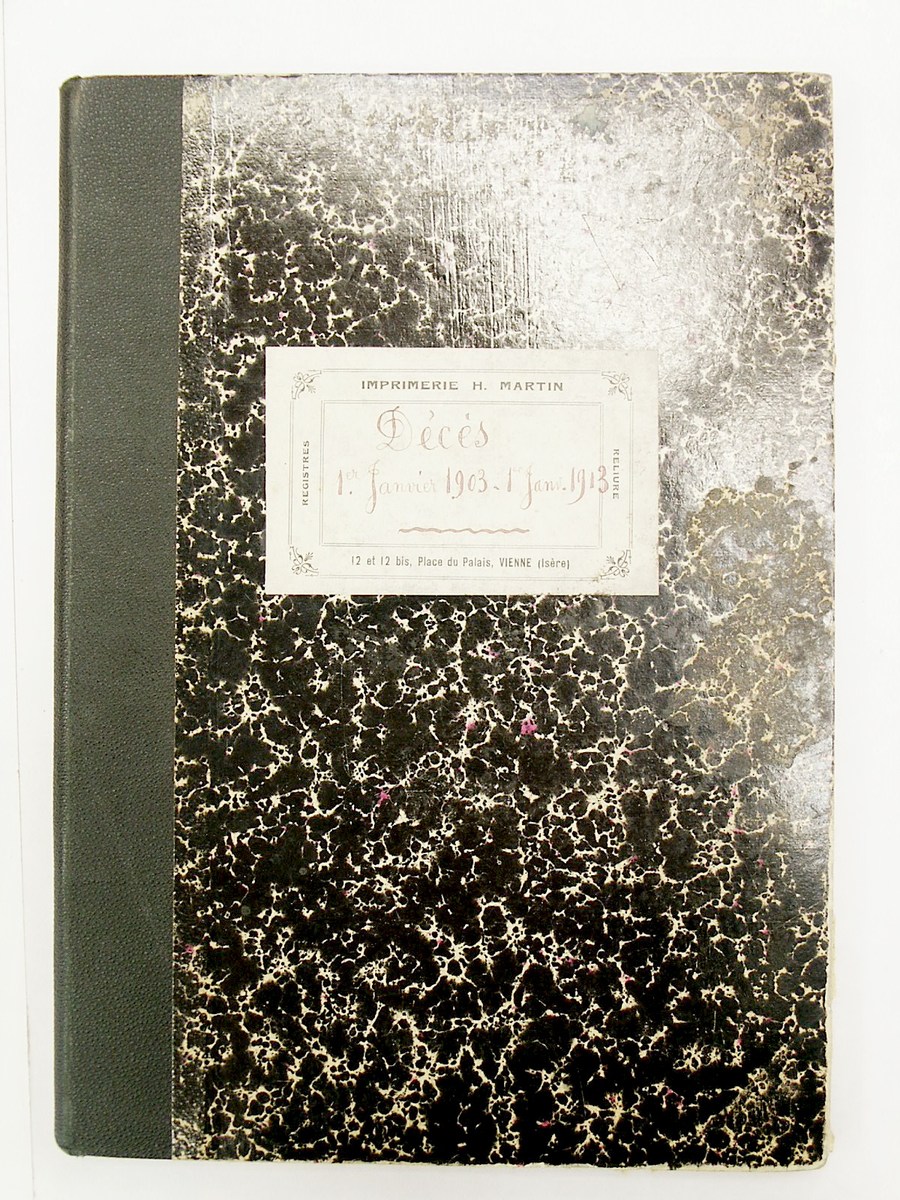 IMPRIMERIE H. MARTIN
Décés
1er Janvier 1903 - 1er Janv. 1913
REGISTRES
RELIURE
12 et 12 bis, Place du Palais, VIENNE (Isère)